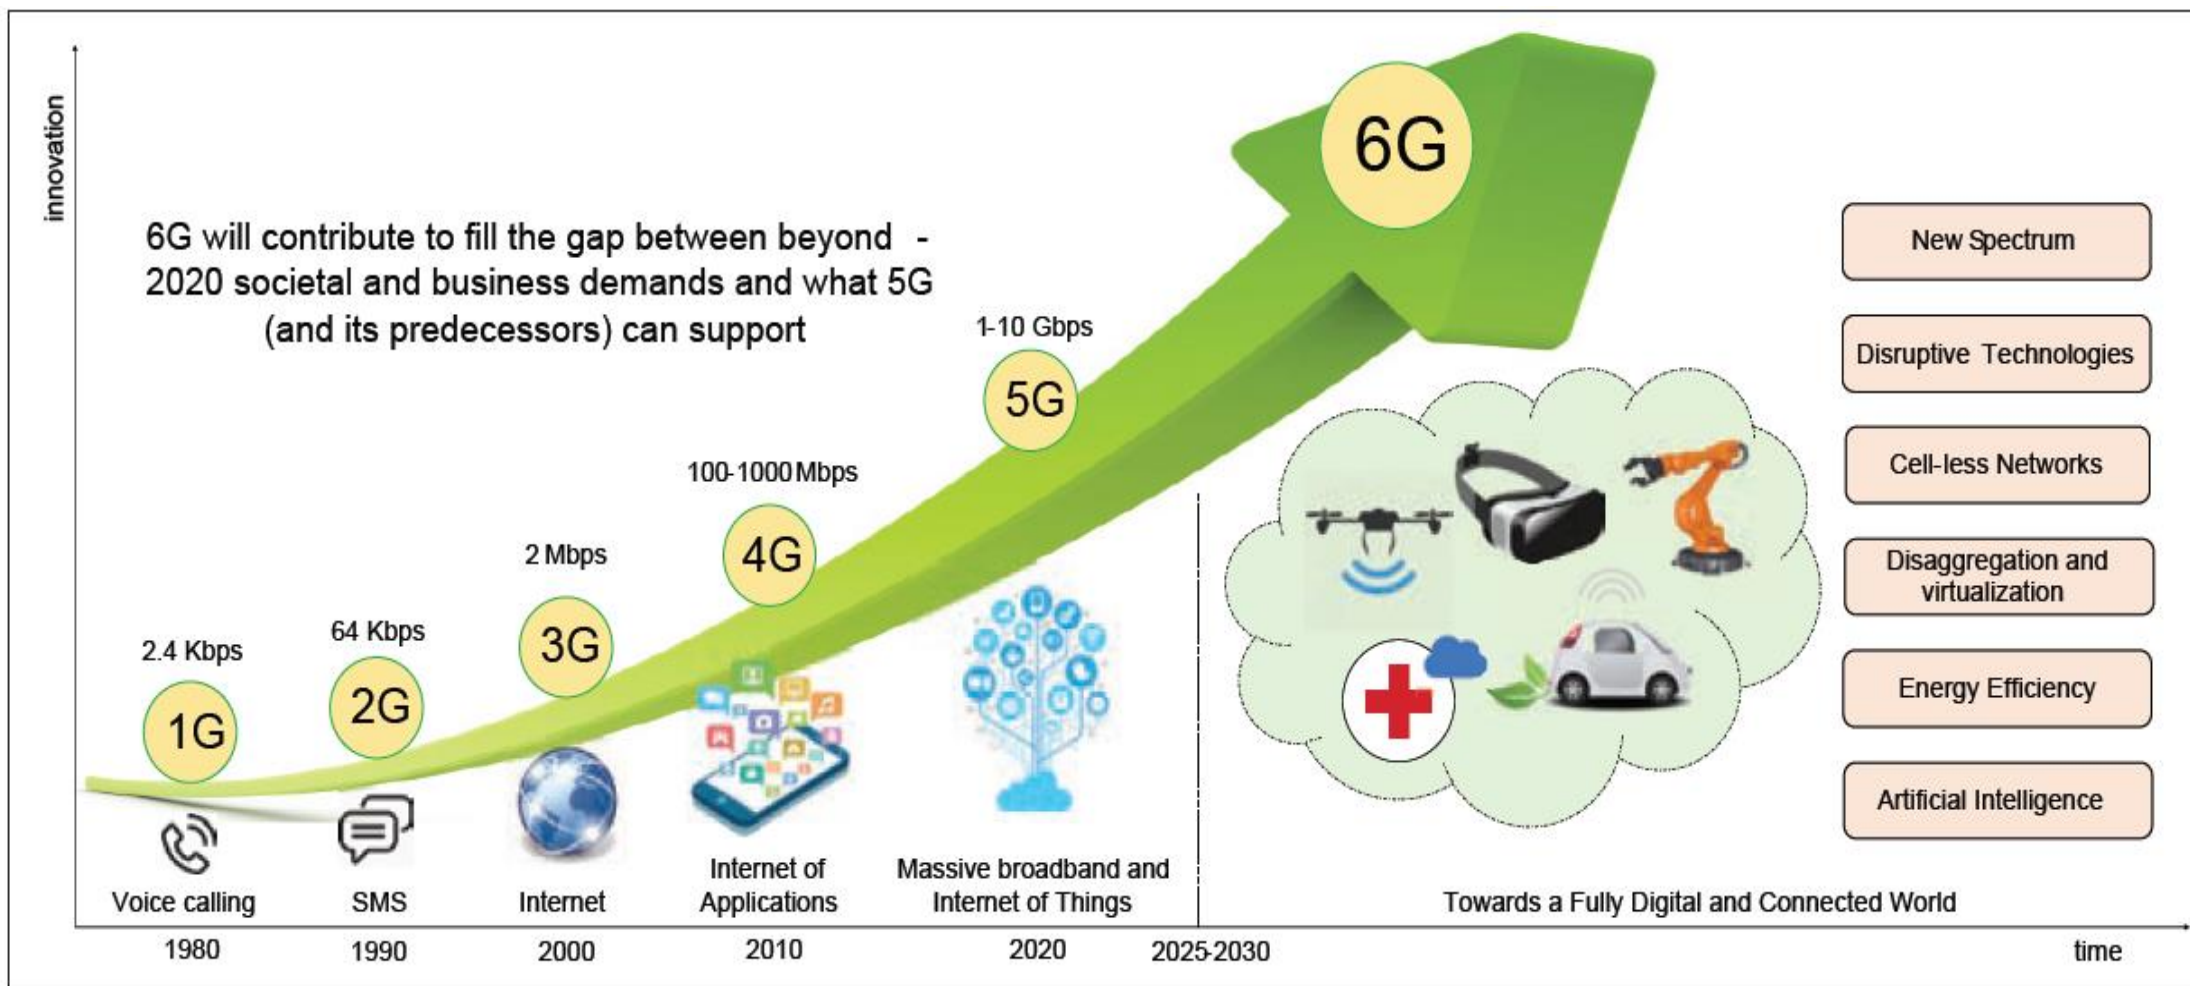 innovation
6G will contribute to fill the gap between beyond -
2020 societal and business demands and what 5G
(and its predecessors) can support
2.4 Kbps
1G
Voice calling
1980
64 Kbps
2G
SMS
1990
2 Mbps
3G
Internet
2000
100-1000 Mbps
4G
Internet of
Applications
2010
1-10 Gbps
5G
Massive broadband and
Internet of Things
2020
6G
2025-2030
Towards a Fully Digital and Connected World
New Spectrum
Disruptive Technologies
Cell-less Networks
Disaggregation and
virtualization
Energy Efficiency
Artificial Intelligence
time